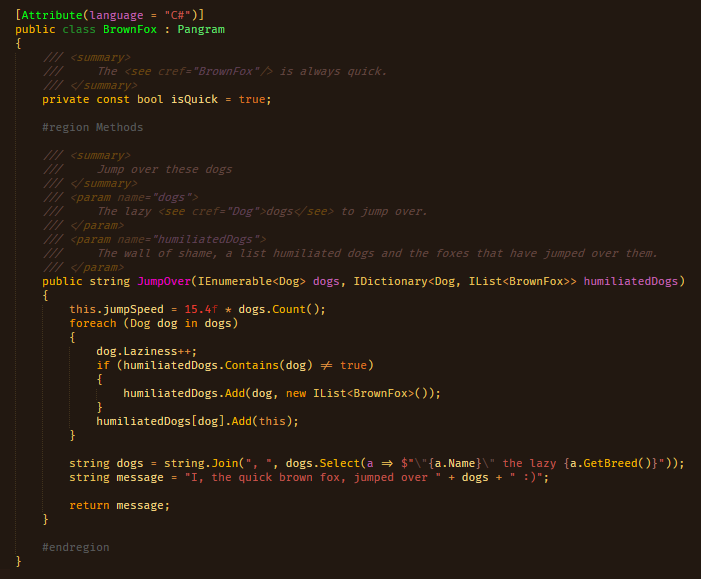 [Attribute(language = "C#")]
public class BrownFox : Pangram
{
/// <summary>
///     The <see cref="BrownFox"/> is always quick.
/// </summary>
private const bool isQuick = true;
#region Methods
/// <summary>
///     Jump over these dogs
/// </summary>
/// <param name="dogs">
///     The lazy <see cref="Dog">dogs</see> to jump over.
/// </param>
/// <param name="humiliatedDogs">
///     The wall of shame, a list humiliated dogs and the foxes that have jumped over them.
/// </param>
public string JumpOver(IEnumerable<Dog> dogs, IDictionary<Dog, IList<BrownFox>> humiliatedDogs)
{
this.jumpSpeed = 15.4f * dogs.Count();
foreach (Dog dog in dogs)
{
dog.Laziness++;
if (humiliatedDogs.Contains(dog) ≠ true)
{
humiliatedDogs.Add(dog, new IList<BrownFox>());
}
humiliatedDogs[dog].Add(this);
}
string dogs = string.Join(", ", dogs.Select(a ⇒ $"\"{a.Name}\" the lazy {a.GetBreed()}"));
string message = "I, the quick brown fox, jumped over " + dogs + " :)";
return message;
}
#endregion
}